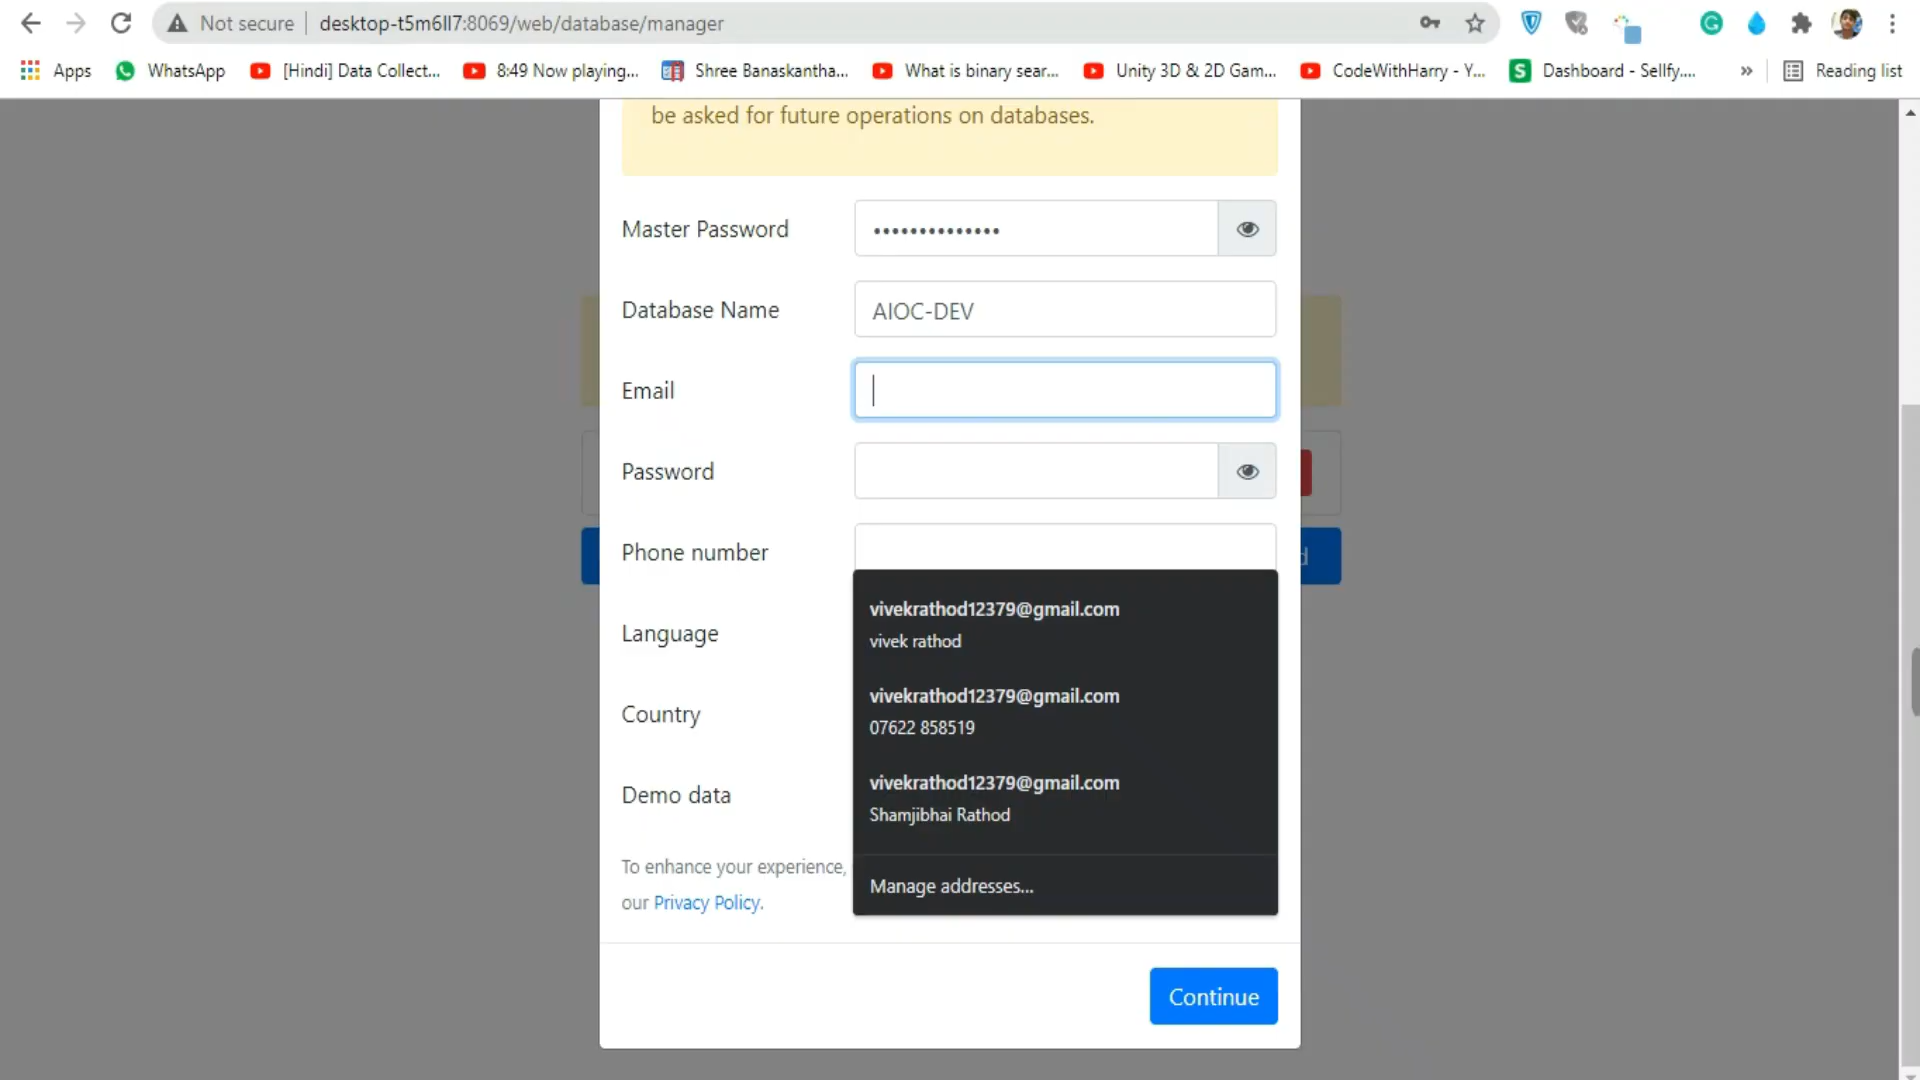 Not secure desktop-t5m6ll7:8069/web/database/manager
Apps WhatsApp [Hindi] Data Collect... 8:49 Now playing... Shree Banaskantha... What is binary sear... Unity 3D & 2D Gam... CodeWithHarry - Y... S Dashboard - Sellfy.... » Reading list
be asked for future operations on databases.
Master Password ••••••••••••••
Database Name AIOC-DEV
Email
Password
Phone number
d
vivekrathod12379@gmail.com
vivek rathod
Language
vivekrathod12379@gmail.com
07622 858519
Country
vivekrathod12379@gmail.com
Shamjibhai Rathod
Demo data
To enhance your experience,
our Privacy Policy.
Manage addresses...
Continue